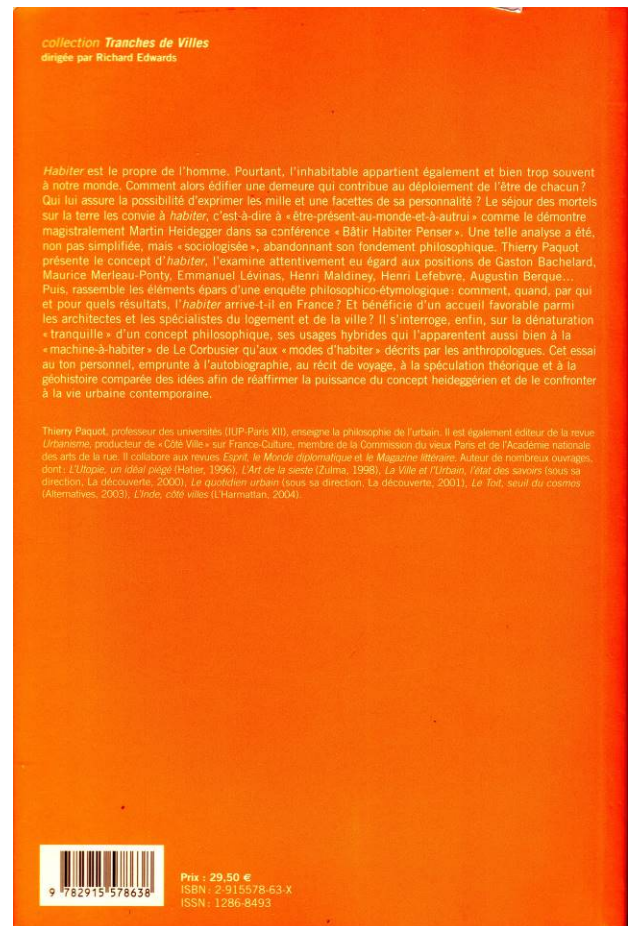 collection Tranches de Villes
dirigée par Richard Edwards
Habiter est le propre de l'homme. Pourtant, l'inhabitable appartient également et bien trop souvent
à notre monde. Comment alors édifier une demeure qui contribue au déploiement de l'être de chacun ?
Qui lui assure la possibilité d'exprimer les mille et une facettes de sa personnalité ? Le séjour des mortels
sur la terre les convie à habiter, c'est-à-dire à « être-présent-au-monde-et-à-autrui » comme le démontre
magistralement Martin Heidegger dans sa conférence « Bâtir Habiter Penser ». Une telle analyse a été,
non pas simplifiée, mais « sociologisée », abandonnant son fondement philosophique. Thierry Paquot
présente le concept d'habiter, l'examine attentivement eu égard aux positions de Gaston Bachelard,
Maurice Merleau-Ponty, Emmanuel Lévinas, Henri Maldiney, Henri Lefebvre, Augustin Berque...
Puis, rassemble les éléments épars d'une enquête philosophico-étymologique : comment, quand, par qui
et pour quels résultats, l'habiter arrive-t-il en France ? Et bénéficie d'un accueil favorable parmi
les architectes et les spécialistes du logement et de la ville ? Il s'interroge, enfin, sur la dénaturation
« tranquille » d'un concept philosophique, ses usages hybrides qui l'apparentent aussi bien à la
« machine-à-habiter » de Le Corbusier qu'aux « modes d'habiter » décrits par les anthropologues. Cet essai
au ton personnel, emprunte à l'autobiographie, au récit de voyage, à la spéculation théorique et à la
géohistoire comparée des idées afin de réaffirmer la puissance du concept heideggérien et de le confronter
à la vie urbaine contemporaine.
Thierry Paquot, professeur des universités (IUP-Paris XII), enseigne la philosophie de l'urbain. Il est également éditeur de la revue
Urbanisme, producteur de « Côté Ville » sur France-Culture, membre de la Commission du vieux Paris et de l'Académie nationale
des arts de la rue. Il collabore aux revues Esprit, le Monde diplomatique et le Magazine littéraire. Auteur de nombreux ouvrages,
dont : L'Utopie, un idéal piégé (Hatier, 1996), L'Art de la sieste (Zulma, 1998), La Ville et l'Urbain, l'état des savoirs (sous sa
direction, La découverte, 2000), Le quotidien urbain (sous sa direction, La découverte, 2001), Le Toit, seuil du cosmos
(Alternatives, 2003), L'Inde, côté villes (L'Harmattan, 2004).
Prix : 29,50 €
ISBN : 2-915578-63-X
ISSN : 1286-8493
9 782915 578638